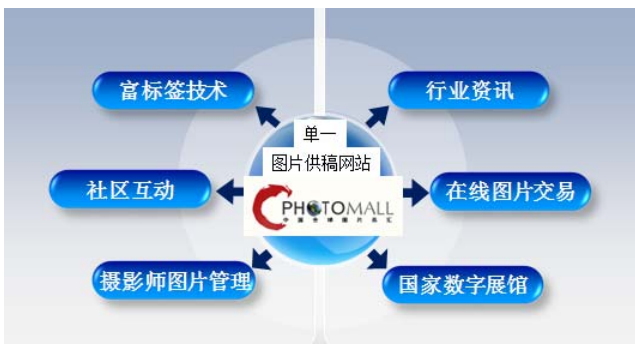 富标签技术
行业资讯
单一
图片供稿网站
社区互动
在线图片交易
CPHOTOMALL
摄影师图片管理
国家数字展馆